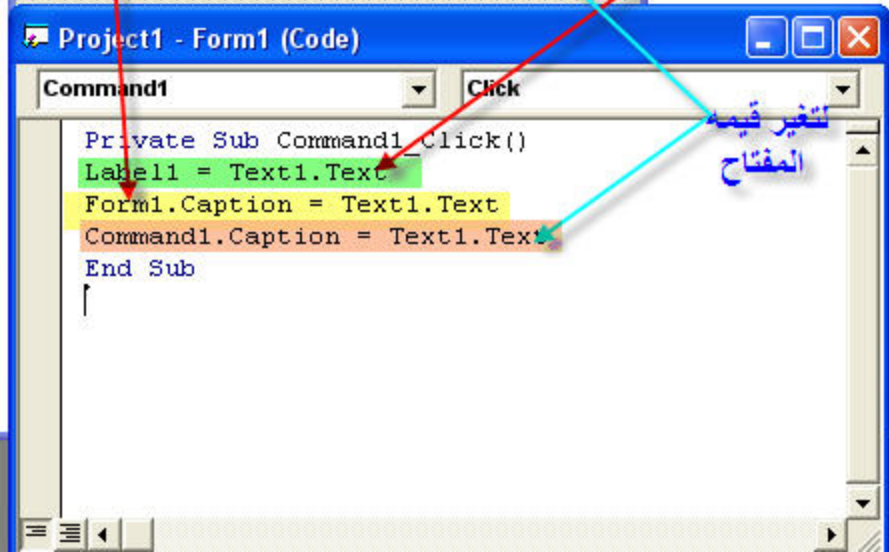 Project1 - Form1 (Code)
Command1
Click
لتغير قيمه
المفتاح
Private Sub Command1_Click()
Label1 = Text1.Text
Form1.Caption = Text1.Text
Command1.Caption = Text1.Text
End Sub